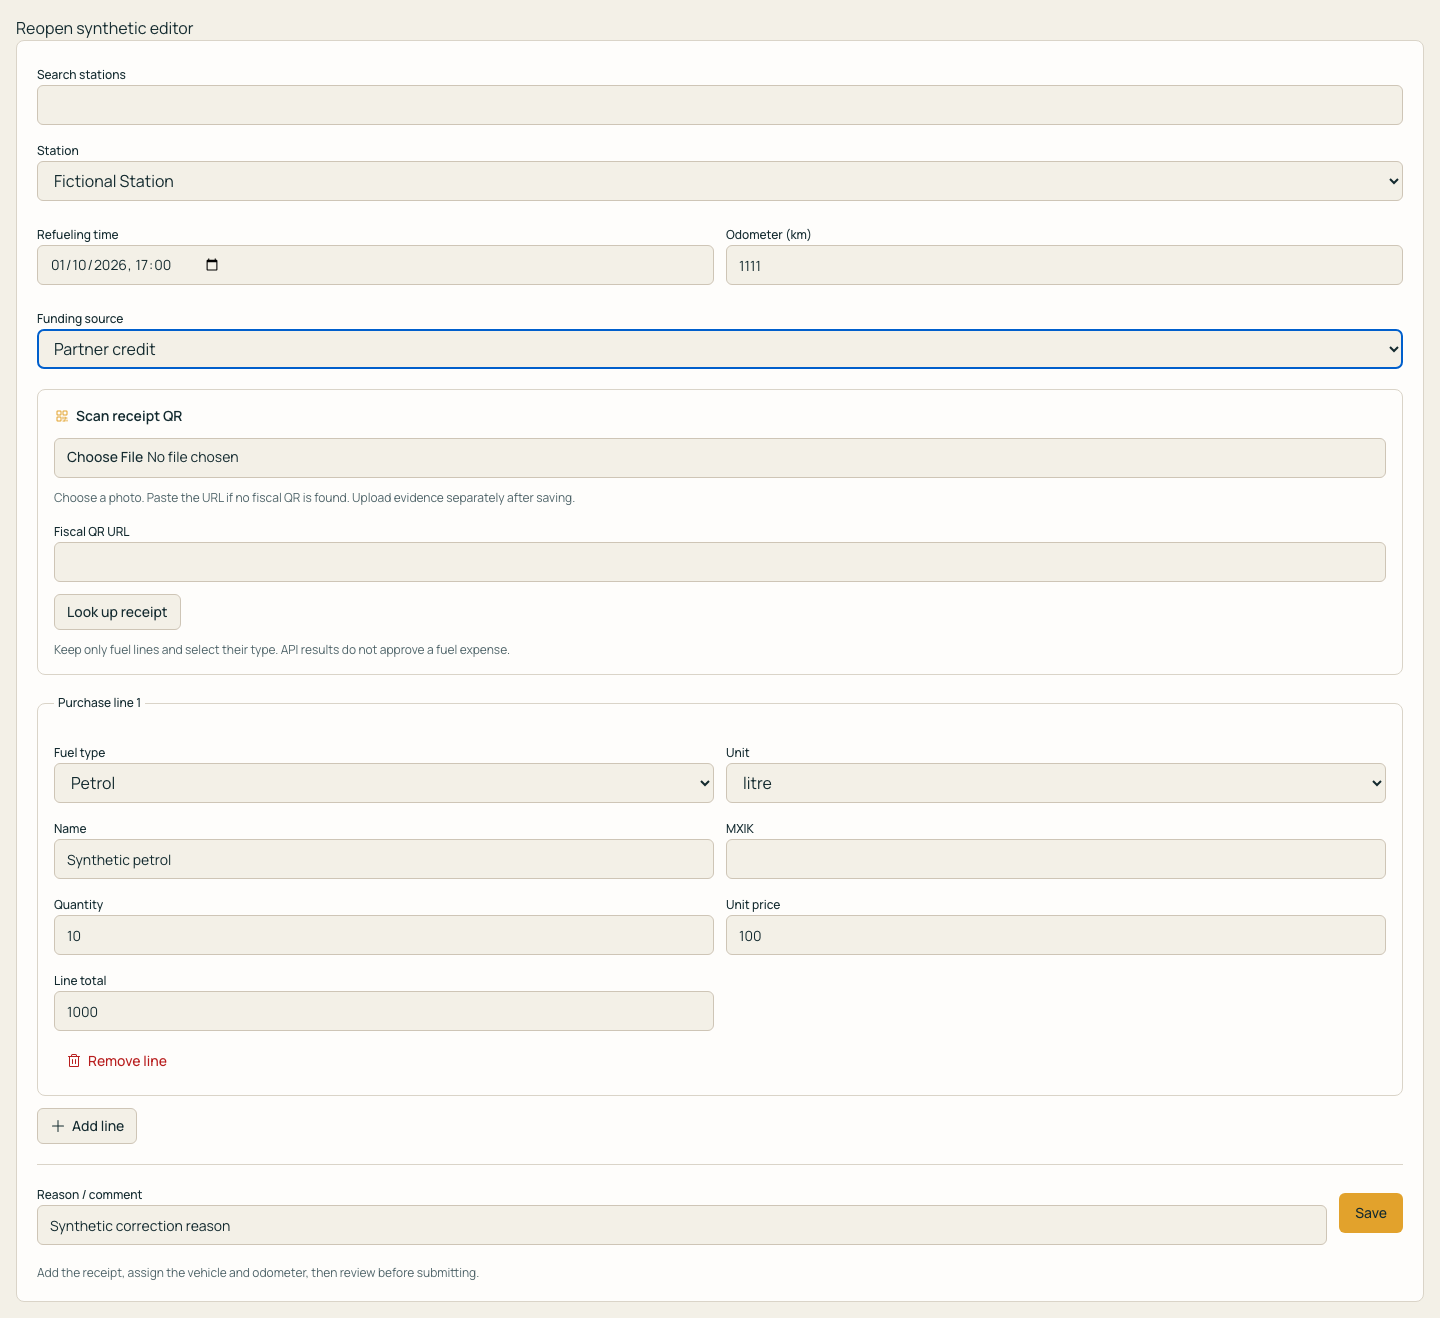 Reopen synthetic editor
Search stations
Station
Fictional Station
Refueling time
Odometer (km)
01/10/2026, 17:00
1111
Funding source
Partner credit
Scan receipt QR
Choose File No file chosen
Choose a photo. Paste the URL if no fiscal QR is found. Upload evidence separately after saving.
Fiscal QR URL
Look up receipt
Keep only fuel lines and select their type. API results do not approve a fuel expense.
Purchase line 1
Fuel type
Unit
Petrol
litre
Name
MXIK
Synthetic petrol
Quantity
Unit price
10
100
Line total
1000
Remove line
Add line
Reason / comment
Synthetic correction reason
Save
Add the receipt, assign the vehicle and odometer, then review before submitting.